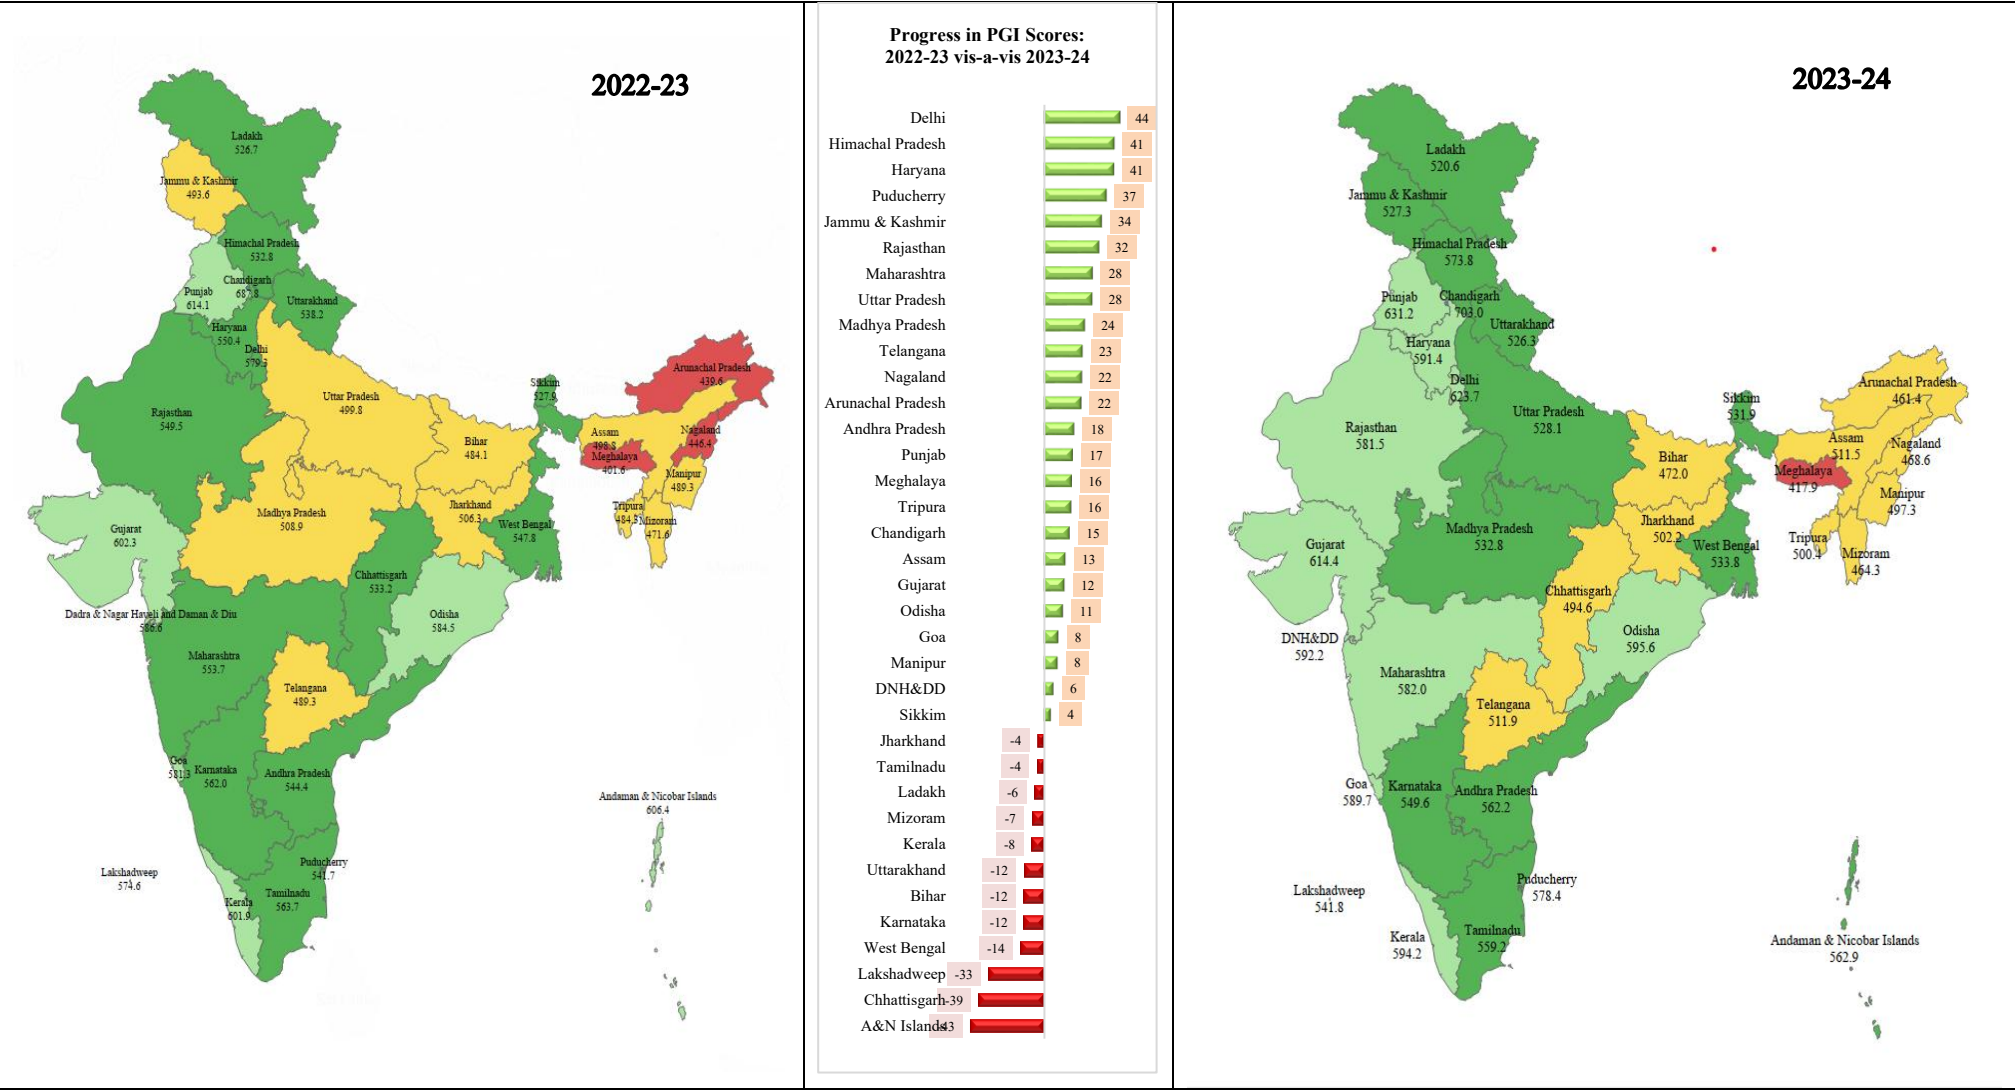 2022-23
Ladakh
526.7
Jammu & Kashmir
493.6
Himachal Pradesh
532.8
Chandigarh
687.8
Punjab
614.1
Uttarakhand
538.2
Haryana
550.4
Delhi
579.3
Rajasthan
549.5
Uttar Pradesh
499.8
Sikkim
527.9
Arunachal Pradesh
439.6
Assam
498.8
Nagaland
446.4
Meghalaya
401.6
Manipur
489.3
Tripura
484.3
Mizoram
471.6
Bihar
484.1
Jharkhand
506.3
West Bengal
547.8
Madhya Pradesh
508.9
Gujarat
602.3
Chhattisgarh
533.2
Dadra & Nagar Haveli and Daman & Diu
586.6
Odisha
584.5
Maharashtra
553.7
Telangana
489.3
Goa
581.3
Karnataka
562.0
Andhra Pradesh
544.4
Andaman & Nicobar Islands
606.4
Lakshadweep
574.6
Puducherry
541.7
Kerala
601.9
Tamilnadu
563.7
Progress in PGI Scores:
2022-23 vis-a-vis 2023-24
Delhi 44
Himachal Pradesh 41
Haryana 41
Puducherry 37
Jammu & Kashmir 34
Rajasthan 32
Maharashtra 28
Uttar Pradesh 28
Madhya Pradesh 24
Telangana 23
Nagaland 22
Arunachal Pradesh 22
Andhra Pradesh 18
Punjab 17
Meghalaya 16
Tripura 16
Chandigarh 15
Assam 13
Gujarat 12
Odisha 11
Goa 8
Manipur 8
DNH&DD 6
Sikkim 4
Jharkhand -4
Tamilnadu -4
Ladakh -6
Mizoram -7
Kerala -8
Uttarakhand -12
Bihar -12
Karnataka -12
West Bengal -14
Lakshadweep -33
Chhattisgarh -39
A&N Islands -43
2023-24
Ladakh
520.6
Jammu & Kashmir
527.3
Himachal Pradesh
573.8
Punjab
631.2
Chandigarh
703.0
Uttarakhand
526.3
Haryana
591.4
Delhi
623.7
Rajasthan
581.5
Uttar Pradesh
528.1
Sikkim
531.9
Arunachal Pradesh
461.4
Assam
511.5
Nagaland
468.6
Meghalaya
417.9
Manipur
497.3
Tripura
500.4
Mizoram
464.3
Bihar
472.0
Jharkhand
502.2
West Bengal
533.8
Madhya Pradesh
532.8
Gujarat
614.4
Chhattisgarh
494.6
DNH&DD
592.2
Odisha
595.6
Maharashtra
582.0
Telangana
511.9
Goa
589.7
Karnataka
549.6
Andhra Pradesh
562.2
Puducherry
578.4
Lakshadweep
541.8
Kerala
594.2
Tamilnadu
559.2
Andaman & Nicobar Islands
562.9